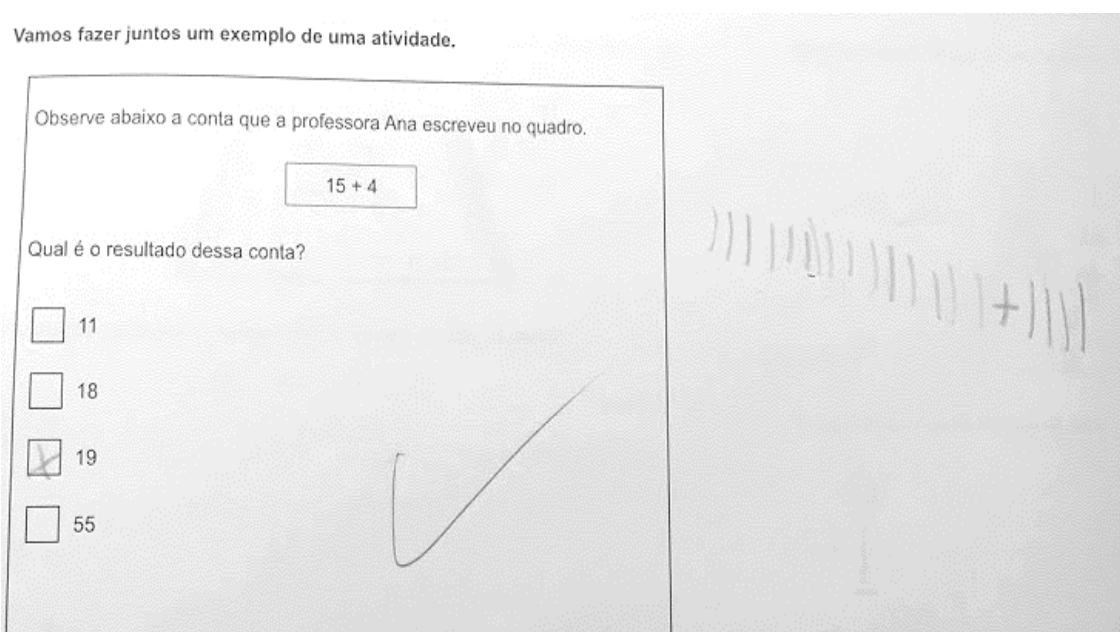 Vamos fazer juntos um exemplo de uma atividade.
Observe abaixo a conta que a professora Ana escreveu no quadro.
15 + 4
Qual é o resultado dessa conta?
11
18
19
55
+